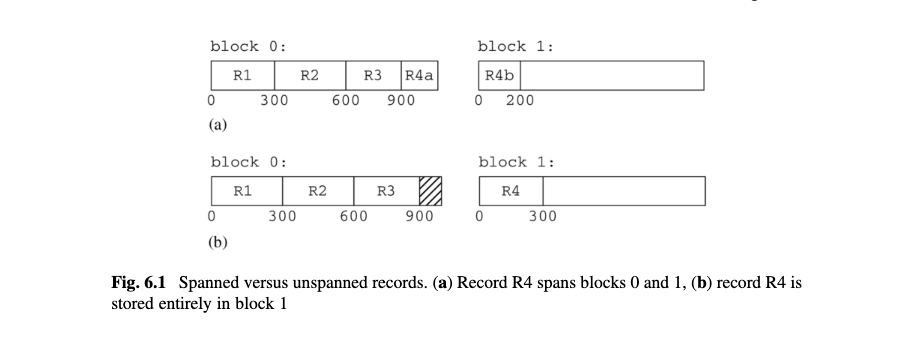 block 0: block 1:
R1 R2 R3 R4a R4b
0 300 600 900 0 200
(a)
block 0: block 1:
R1 R2 R3 R4
0 300 600 900 0 300
(b)
Fig. 6.1 Spanned versus unspanned records. (a) Record R4 spans blocks 0 and 1, (b) record R4 is
stored entirely in block 1